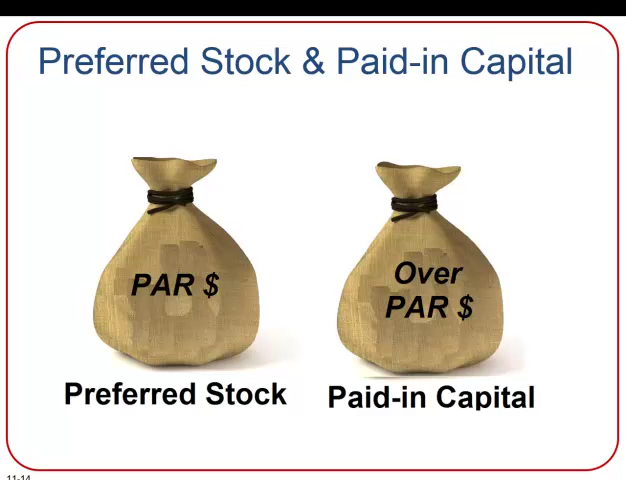 Preferred Stock & Paid-in Capital
PAR $
Over
PAR $
Preferred Stock
Paid-in Capital
11-14